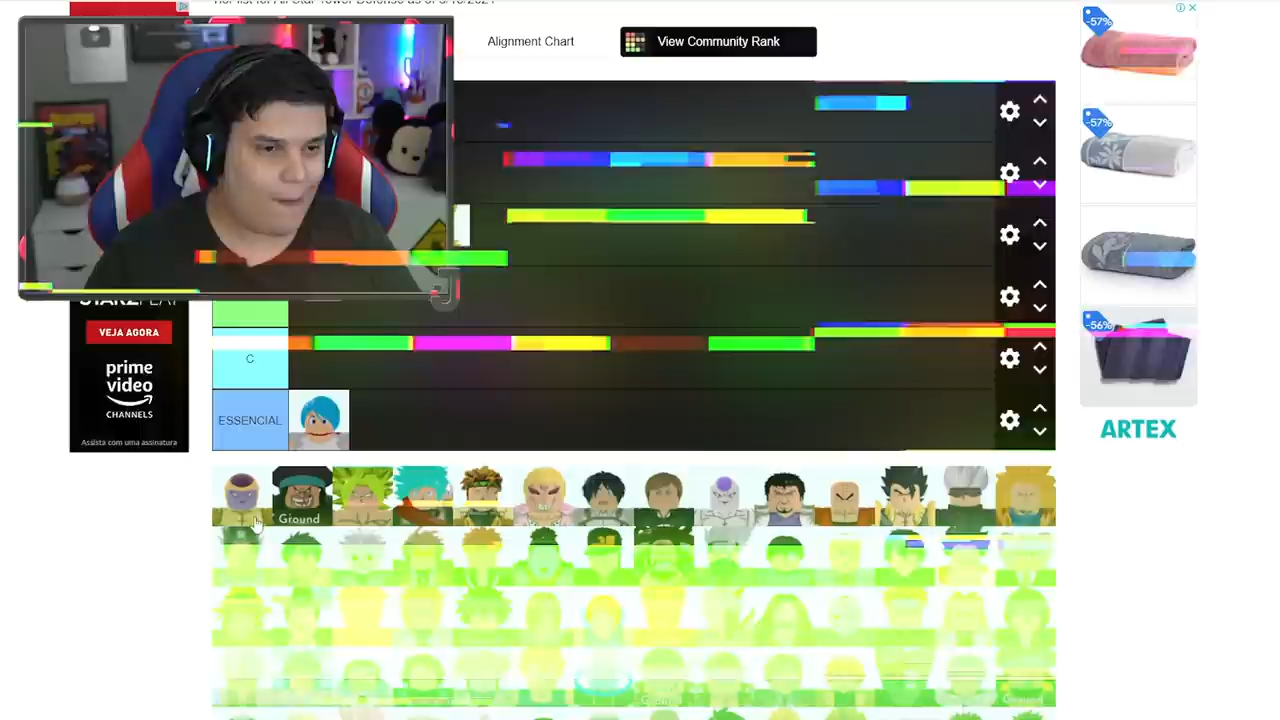 Alignment Chart
View Community Rank
-57%
-57%
-56%
VEJA AGORA
prime video
CHANNELS
Assista com uma assinatura
C
ESSENCIAL
ARTEX
Ground